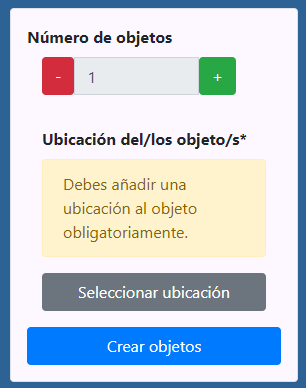 Número de objetos
- 1 +
Ubicación del/los objeto/s*
Debes añadir una
ubicación al objeto
obligatoriamente.
Seleccionar ubicación
Crear objetos